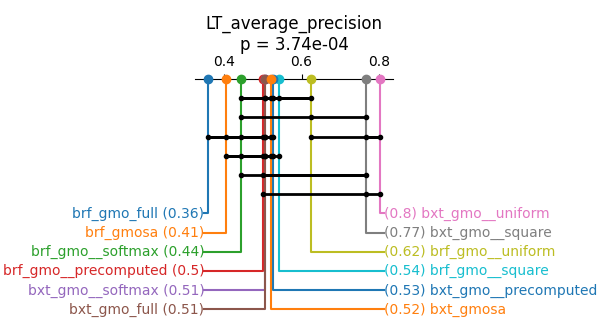 LT_average_precision
p = 3.74e-04
0.4 0.6 0.8
brf_gmo_full (0.36) (0.8) bxt_gmo__uniform
brf_gmosa (0.41) (0.77) bxt_gmo__square
brf_gmo__softmax (0.44) (0.62) brf_gmo__uniform
brf_gmo__precomputed (0.5) (0.54) brf_gmo__square
bxt_gmo__softmax (0.51) (0.53) bxt_gmo__precomputed
bxt_gmo_full (0.51) (0.52) bxt_gmosa